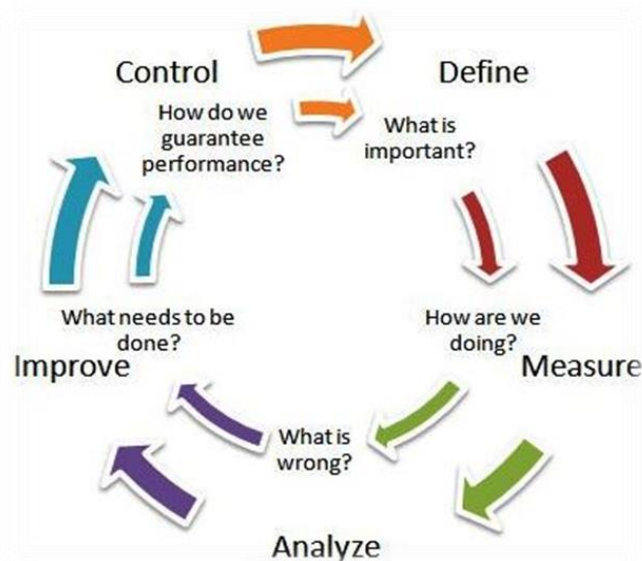 Control
Define
How do we
guarantee
performance?
What is
important?
What needs to be
done?
How are we
doing?
Improve
Measure
What is
wrong?
Analyze